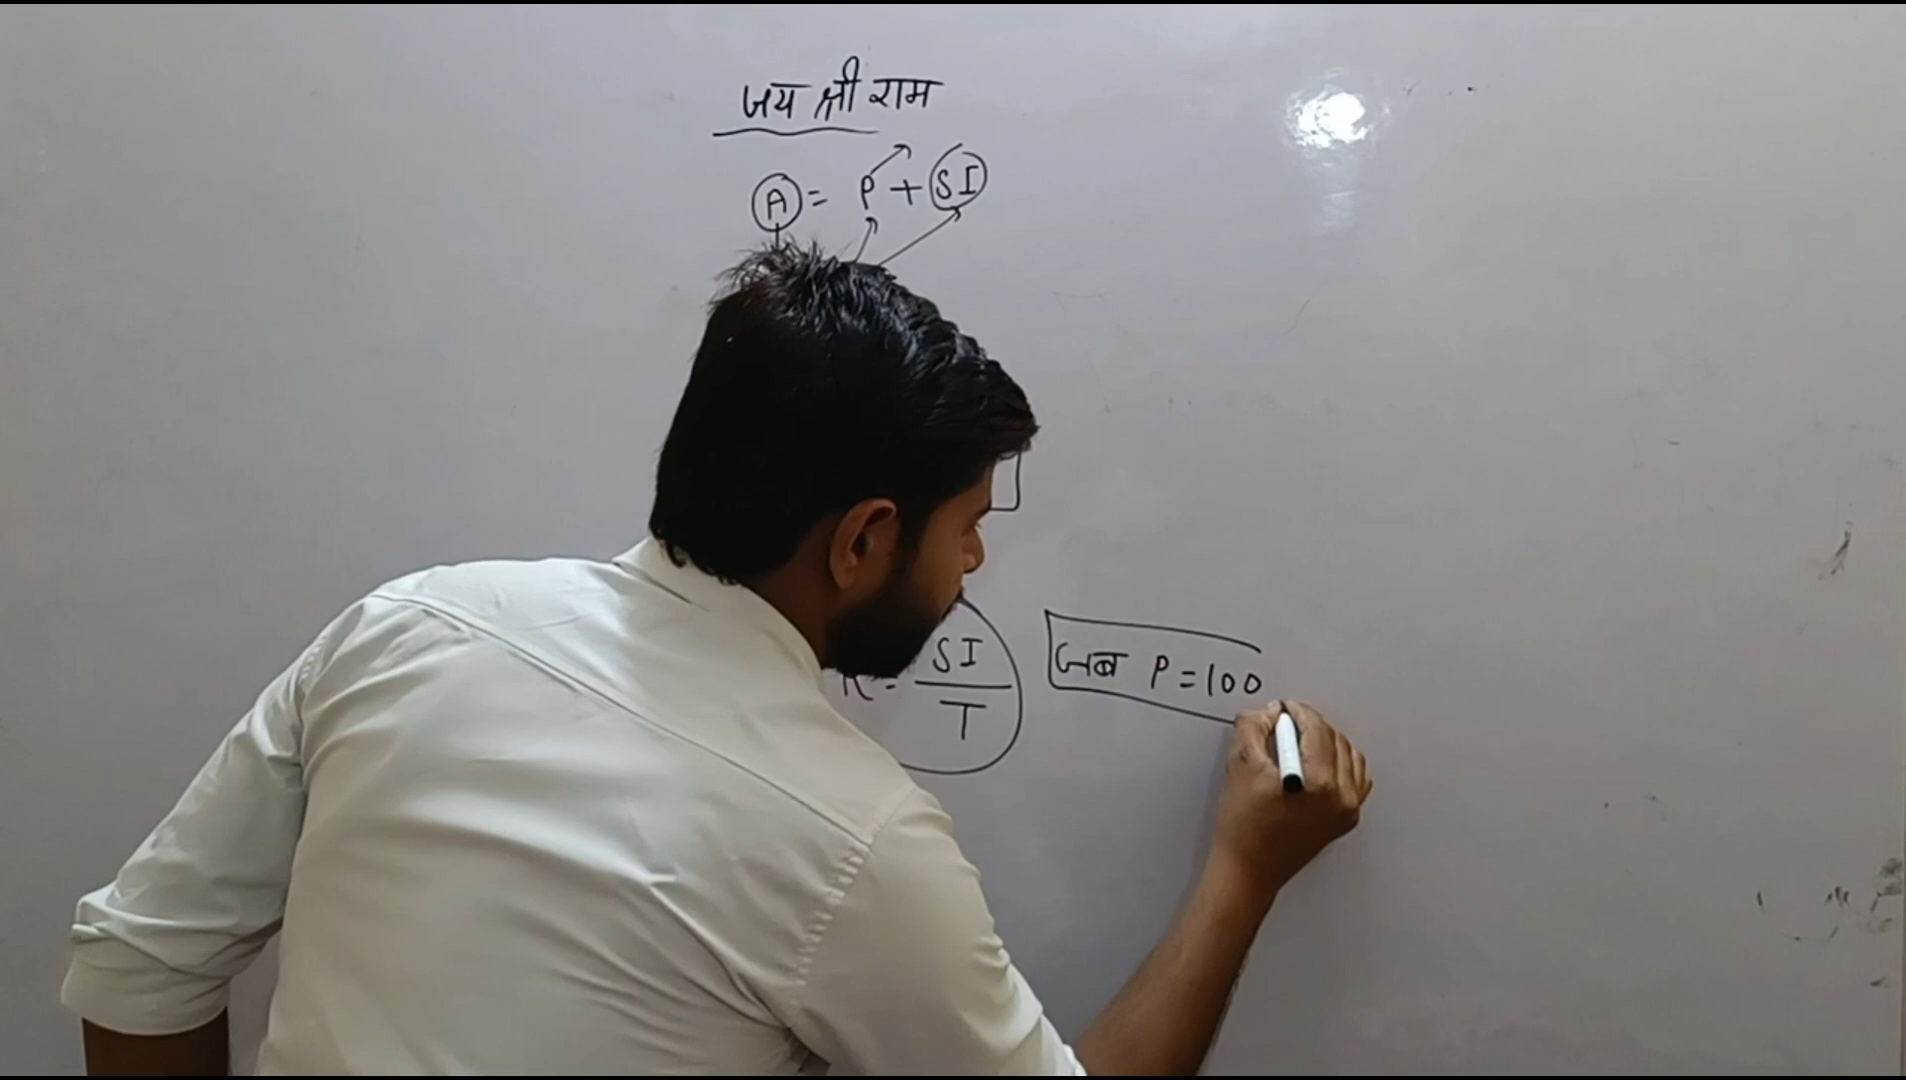 जय श्री राम
A = P + SI
R = SI/T
जब P = 100